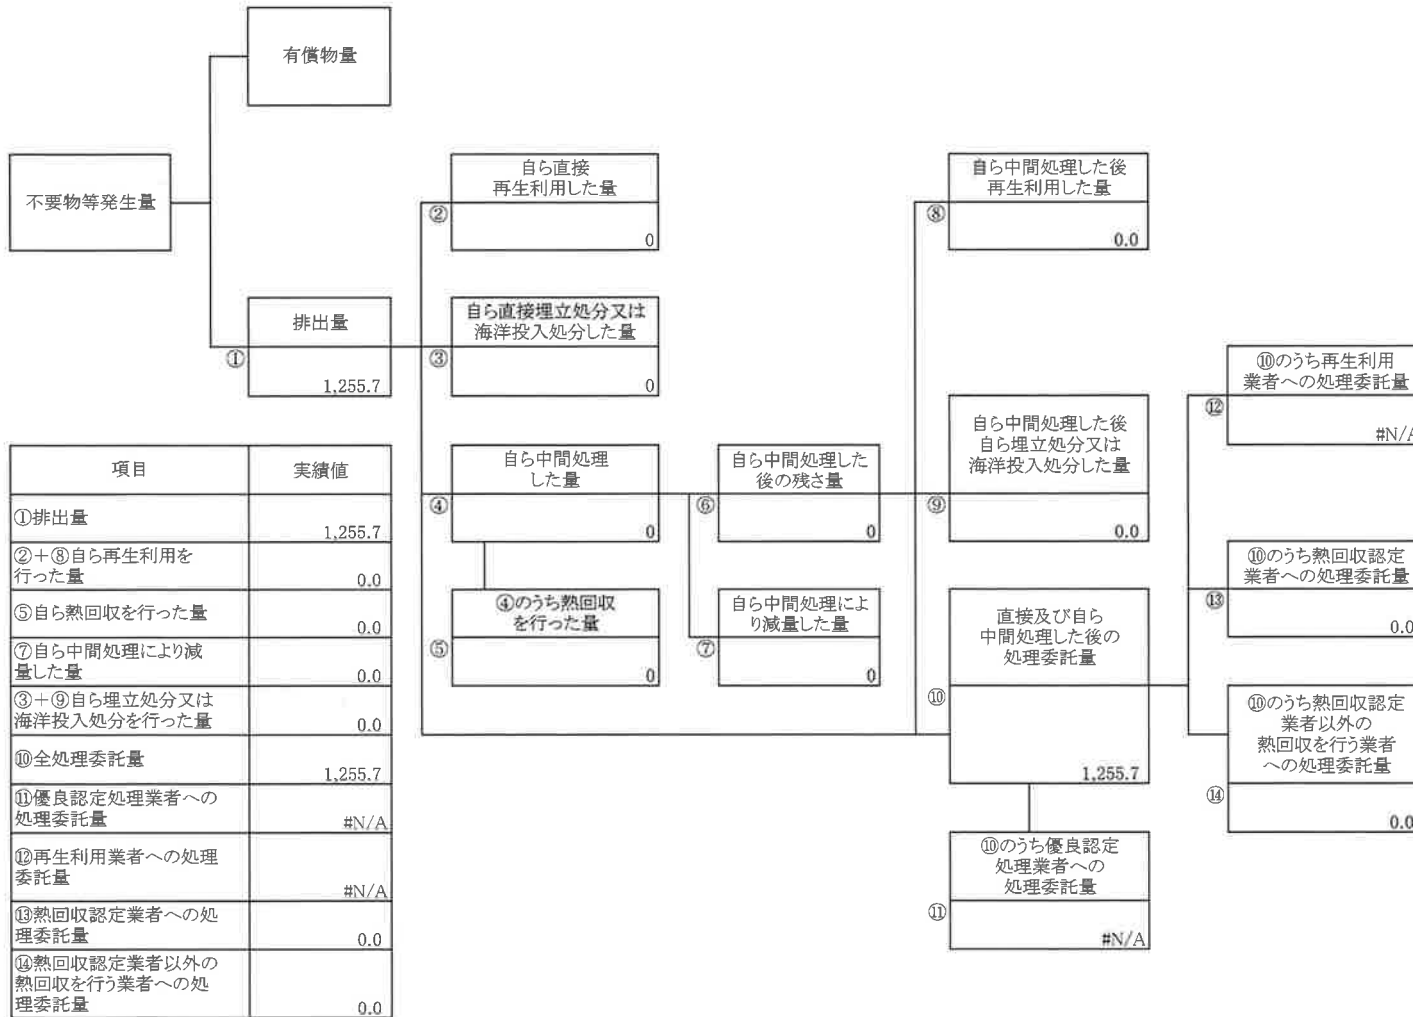 有償物量
不要物等発生量
排出量
①
1,255.7
自ら直接
再生利用した量
②
0
自ら直接埋立処分又は
海洋投入処分した量
③
0
自ら中間処理
した量
④
0
④のうち熱回収
を行った量
⑤
0
自ら中間処理した
後の残さ量
⑥
0
自ら中間処理によ
り減量した量
⑦
0
自ら中間処理した後
再生利用した量
⑧
0.0
自ら中間処理した後
自ら埋立処分又は
海洋投入処分した量
⑨
0.0
直接及び自ら
中間処理した後の
処理委託量
⑩
1,255.7
⑩のうち優良認定
処理業者への
処理委託量
⑪
#N/A
⑩のうち再生利用
業者への処理委託量
⑫
#N/A
⑩のうち熱回収認定
業者への処理委託量
⑬
0.0
⑩のうち熱回収認定
業者以外の
熱回収を行う業者
への処理委託量
⑭
0.0
項目 実績値
①排出量
1,255.7
②＋⑧自ら再生利用を
行った量
0.0
⑤自ら熱回収を行った量
0.0
⑦自ら中間処理により減
量した量
0.0
③＋⑨自ら埋立処分又は
海洋投入処分を行った量
0.0
⑩全処理委託量
1,255.7
⑪優良認定処理業者への
処理委託量
#N/A
⑫再生利用業者への処理
委託量
#N/A
⑬熱回収認定業者への処
理委託量
0.0
⑭熱回収認定業者以外の
熱回収を行う業者への処
理委託量
0.0